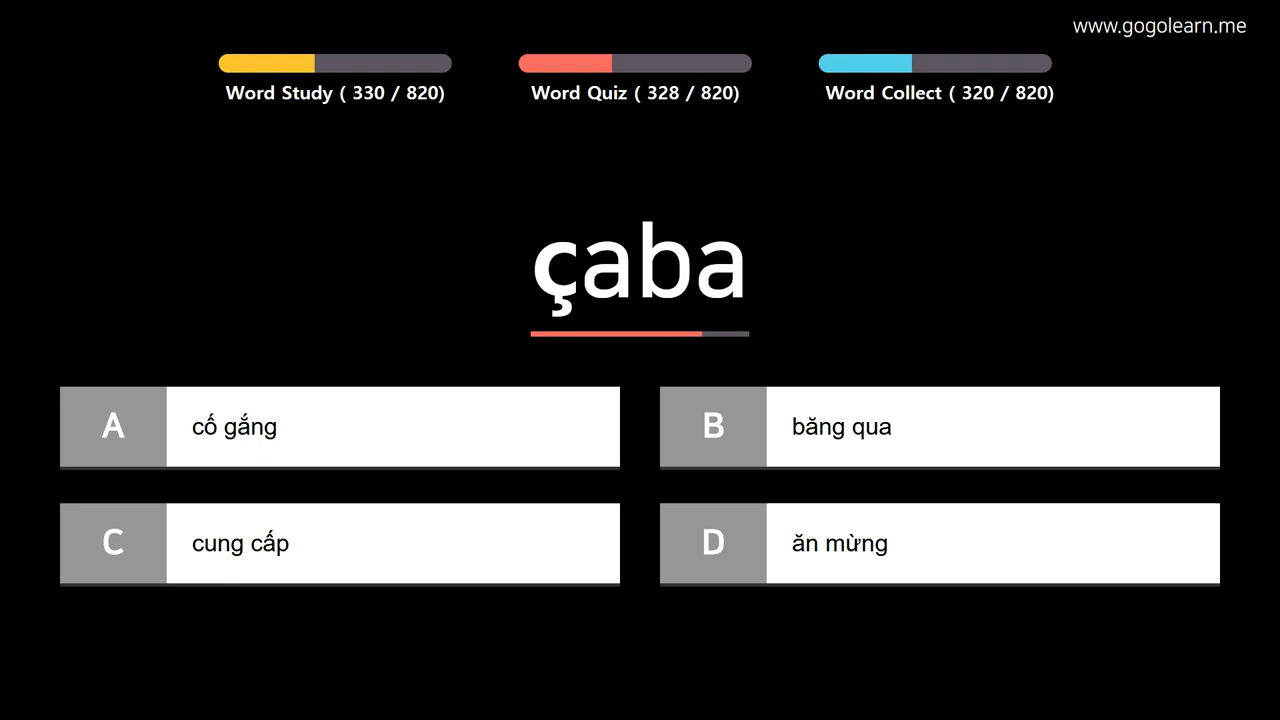 www.gogolearn.me
Word Study ( 330 / 820)
Word Quiz ( 328 / 820)
Word Collect ( 320 / 820)
çaba
A cố gắng
B băng qua
C cung cấp
D ăn mừng